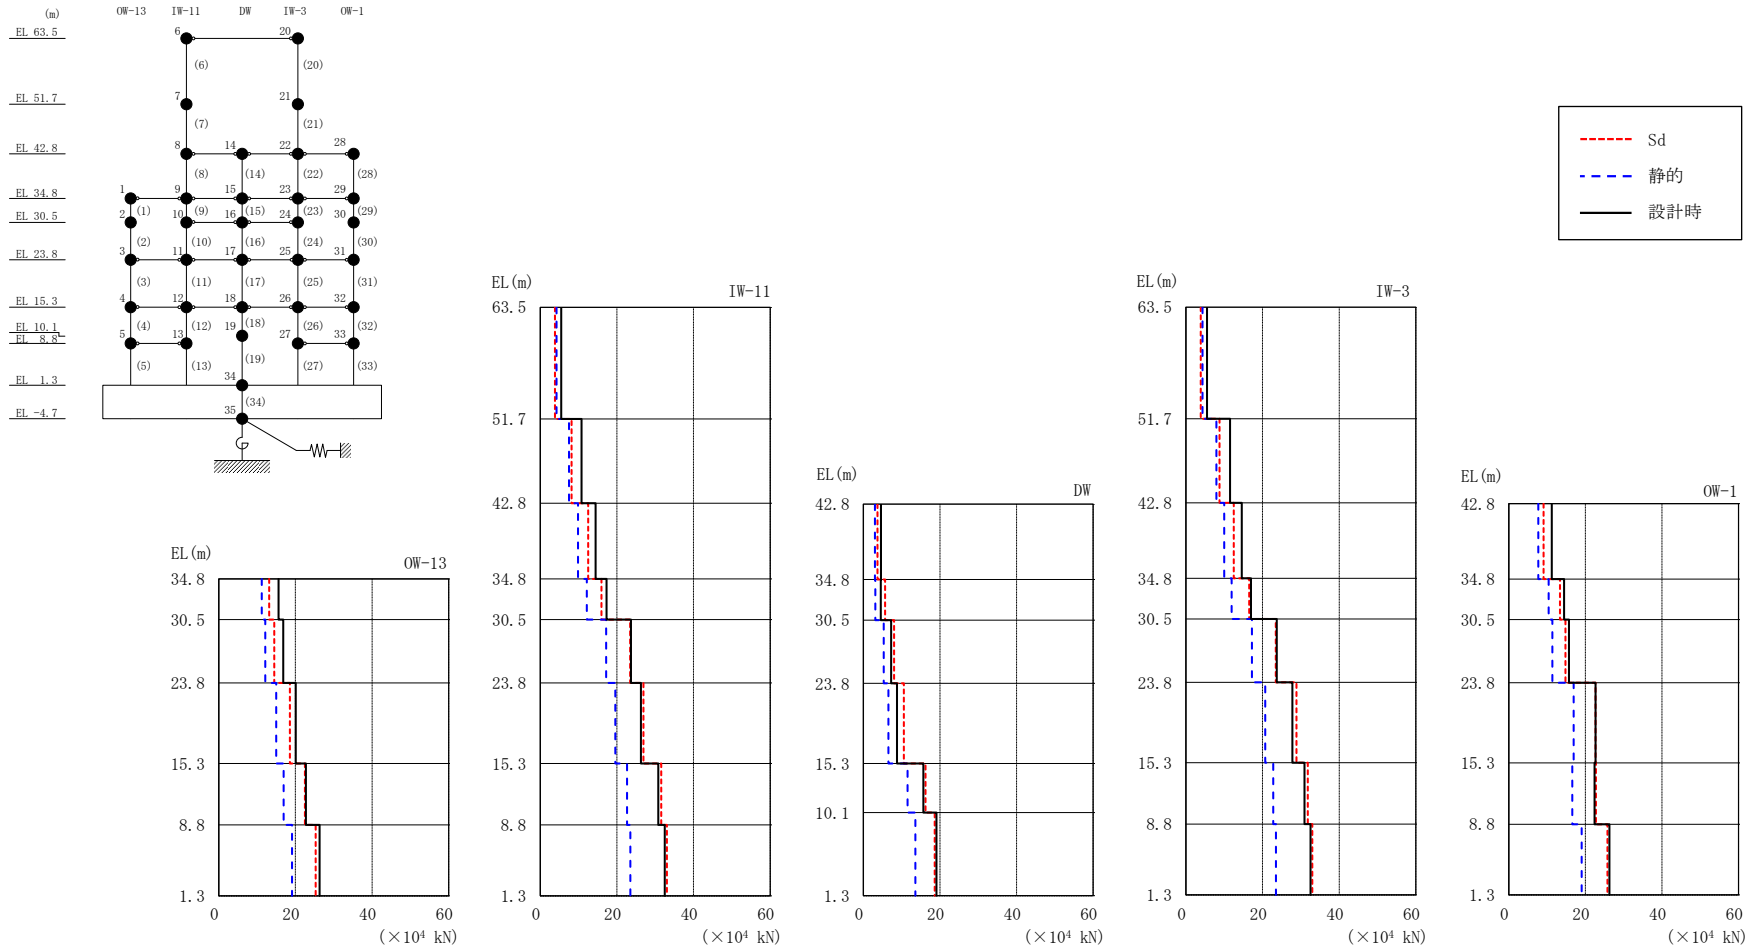 (m) OW-13 IW-11 DW IW-3 OW-1
EL 63.5 6 20
(6) (20)
EL 51.7 7 21
(7) (21)
EL 42.8 8 14 22 28
(8) (14) (22) (28)
EL 34.8 1 9 15 23 29
(1) (9) (15) (23) (29)
EL 30.5 2 10 16 24 30
(2) (10) (16) (24) (30)
EL 23.8 3 11 17 25 31
(3) (11) (17) (25) (31)
EL 15.3 4 12 18 26 32
(4) (12) (18) (26) (32)
EL 10.1 19
EL 8.8 5 13 27 33
(5) (13) (19) (27) (33)
EL 1.3 34
(34)
EL -4.7 35
Sd
静的
設計時
EL(m) OW-13
34.8
30.5
23.8
15.3
8.8
1.3
0 20 40 60
(×10⁴ kN)
EL(m) IW-11
63.5
51.7
42.8
34.8
30.5
23.8
15.3
8.8
1.3
0 20 40 60
(×10⁴ kN)
EL(m) DW
42.8
34.8
30.5
23.8
15.3
10.1
1.3
0 20 40 60
(×10⁴ kN)
EL(m) IW-3
63.5
51.7
42.8
34.8
30.5
23.8
15.3
8.8
1.3
0 20 40 60
(×10⁴ kN)
EL(m) OW-1
42.8
34.8
30.5
23.8
15.3
8.8
1.3
0 20 40 60
(×10⁴ kN)